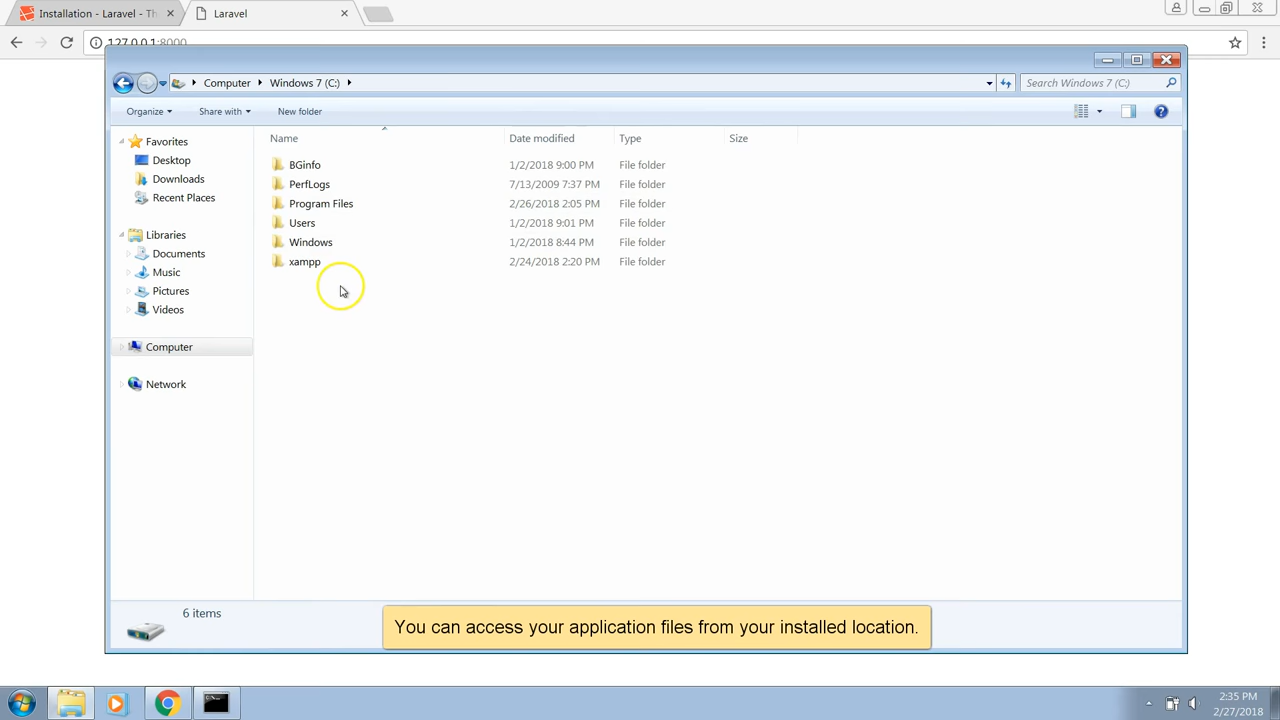 Installation - Laravel - Th
Laravel
127.0.0.1:8000
Computer
Windows 7 (C:)
Search Windows 7 (C:)
Organize
Share with
New folder
Name
Date modified
Type
Size
Favorites
Desktop
Downloads
Recent Places
Libraries
Documents
Music
Pictures
Videos
Computer
Network
BGinfo 1/2/2018 9:00 PM File folder
PerfLogs 7/13/2009 7:37 PM File folder
Program Files 2/26/2018 2:05 PM File folder
Users 1/2/2018 9:01 PM File folder
Windows 1/2/2018 8:44 PM File folder
xampp 2/24/2018 2:20 PM File folder
6 items
You can access your application files from your installed location.
2:35 PM
2/27/2018